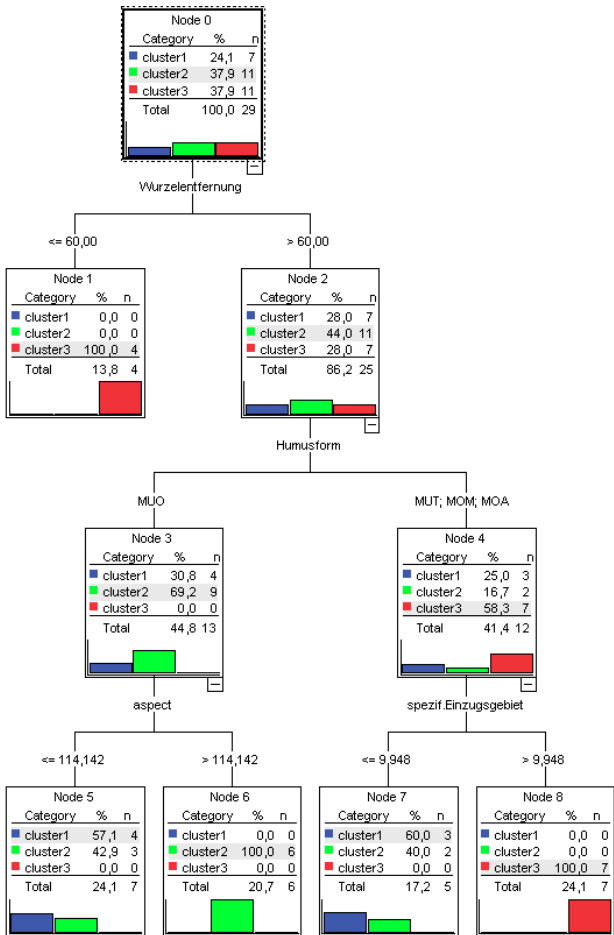 Node 0
Category % n
cluster1 24,1 7
cluster2 37,9 11
cluster3 37,9 11
Total 100,0 29
Wurzelentfernung
<= 60,00
> 60,00
Node 1
Category % n
cluster1 0,0 0
cluster2 0,0 0
cluster3 100,0 4
Total 13,8 4
Node 2
Category % n
cluster1 28,0 7
cluster2 44,0 11
cluster3 28,0 7
Total 86,2 25
Humusform
MUO
MUT; MOM; MOA
Node 3
Category % n
cluster1 30,8 4
cluster2 69,2 9
cluster3 0,0 0
Total 44,8 13
Node 4
Category % n
cluster1 25,0 3
cluster2 16,7 2
cluster3 58,3 7
Total 41,4 12
aspect
spezif.Einzugsgebiet
<= 114,142
> 114,142
<= 9,948
> 9,948
Node 5
Category % n
cluster1 57,1 4
cluster2 42,9 3
cluster3 0,0 0
Total 24,1 7
Node 6
Category % n
cluster1 0,0 0
cluster2 100,0 6
cluster3 0,0 0
Total 20,7 6
Node 7
Category % n
cluster1 60,0 3
cluster2 40,0 2
cluster3 0,0 0
Total 17,2 5
Node 8
Category % n
cluster1 0,0 0
cluster2 0,0 0
cluster3 100,0 7
Total 24,1 7